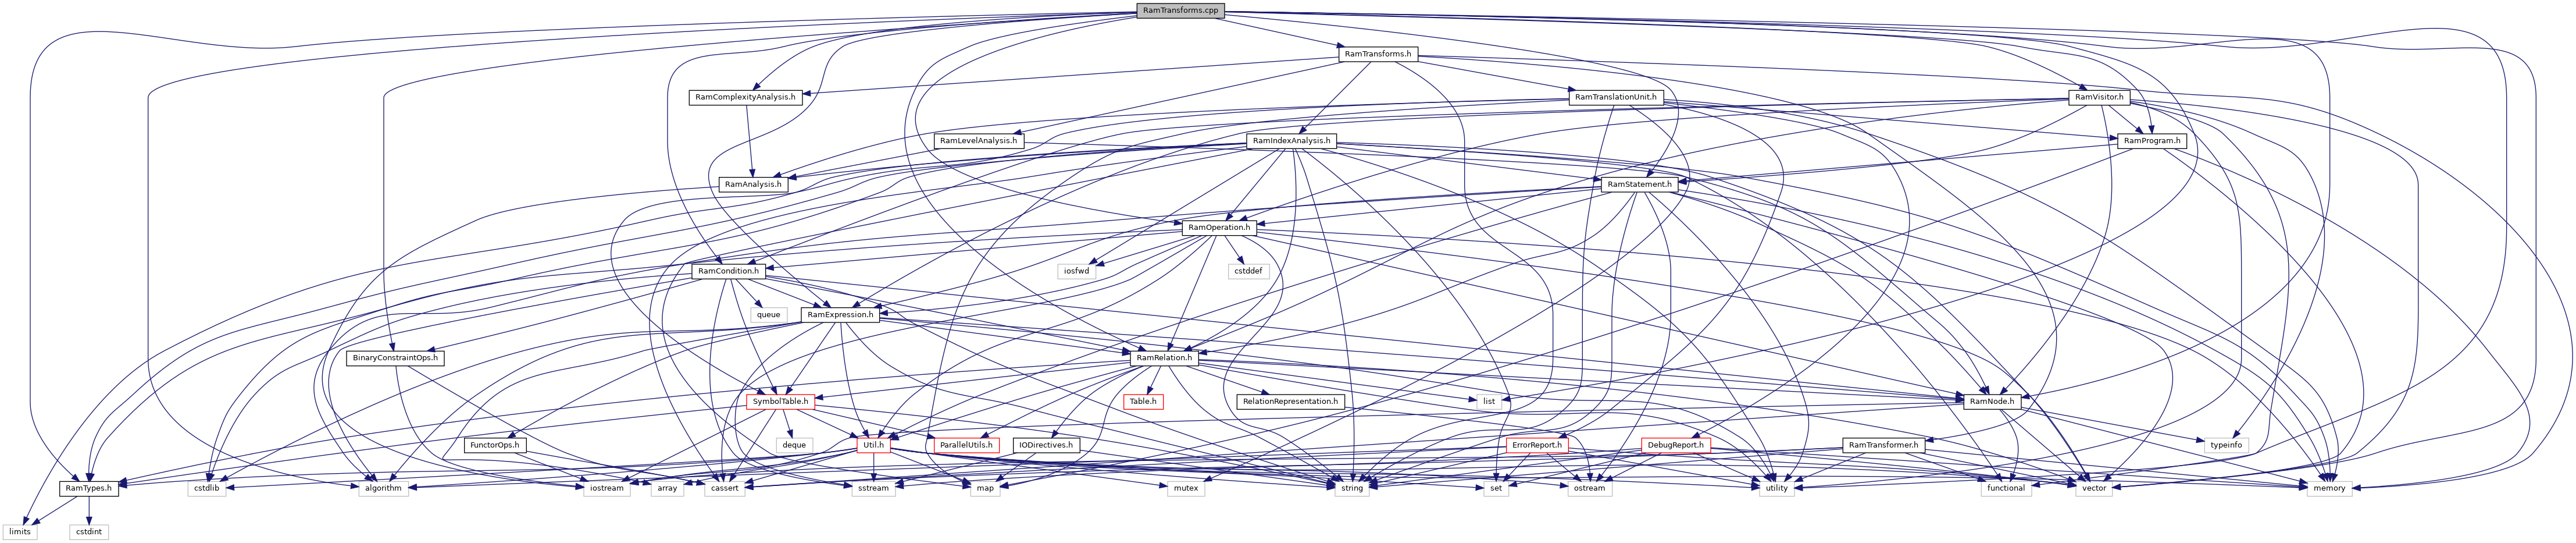 RamTransforms.cpp
RamTransforms.h
RamComplexityAnalysis.h
RamTranslationUnit.h
RamVisitor.h
RamLevelAnalysis.h
RamIndexAnalysis.h
RamProgram.h
RamAnalysis.h
RamStatement.h
RamOperation.h
RamCondition.h
iosfwd
cstddef
queue
RamExpression.h
BinaryConstraintOps.h
RamRelation.h
SymbolTable.h
Table.h
RelationRepresentation.h
list
RamNode.h
FunctorOps.h
deque
Util.h
ParallelUtils.h
IODirectives.h
ErrorReport.h
DebugReport.h
RamTransformer.h
typeinfo
RamTypes.h
cstdlib
algorithm
iostream
array
cassert
sstream
map
mutex
string
set
ostream
utility
functional
vector
memory
limits
cstdint